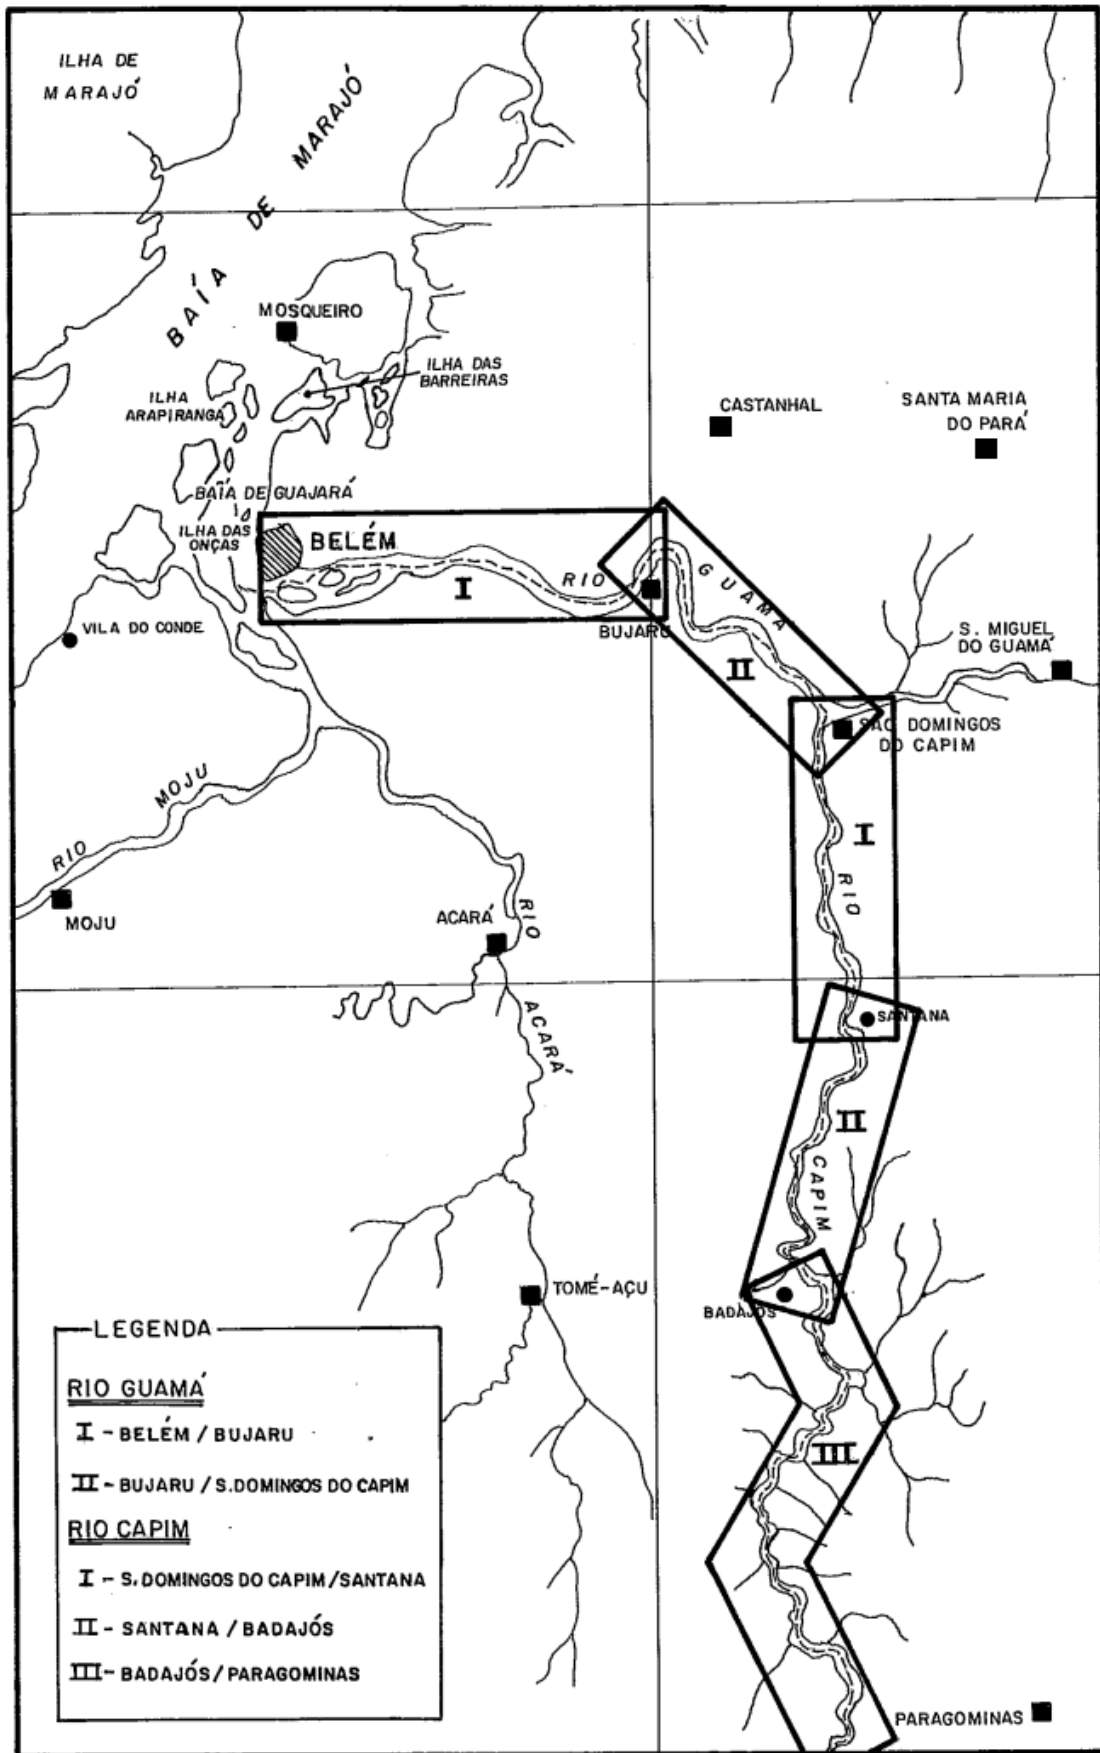 ILHA DE
MARAJÓ
BAÍA DE MARAJÓ
MOSQUEIRO
ILHA DAS
BARREIRAS
ILHA
ARAPIRANGA
CASTANHAL
SANTA MARIA
DO PARÁ
BAÍA DE GUAJARÁ
ILHA DAS
ONÇAS
BELÉM
I
RIO GUAMÁ
BUJARU
II
VILA DO CONDE
S. MIGUEL
DO GUAMÁ
SÃO DOMINGOS
DO CAPIM
RIO MOJU
MOJU
I
RIO CAPIM
ACARÁ
RIO ACARÁ
SANTANA
II
TOMÉ-AÇU
BADAJÓS
III
PARAGOMINAS
LEGENDA
RIO GUAMÁ
I - BELÉM / BUJARU
II - BUJARU / S.DOMINGOS DO CAPIM
RIO CAPIM
I - S.DOMINGOS DO CAPIM/SANTANA
II - SANTANA / BADAJÓS
III - BADAJÓS/PARAGOMINAS